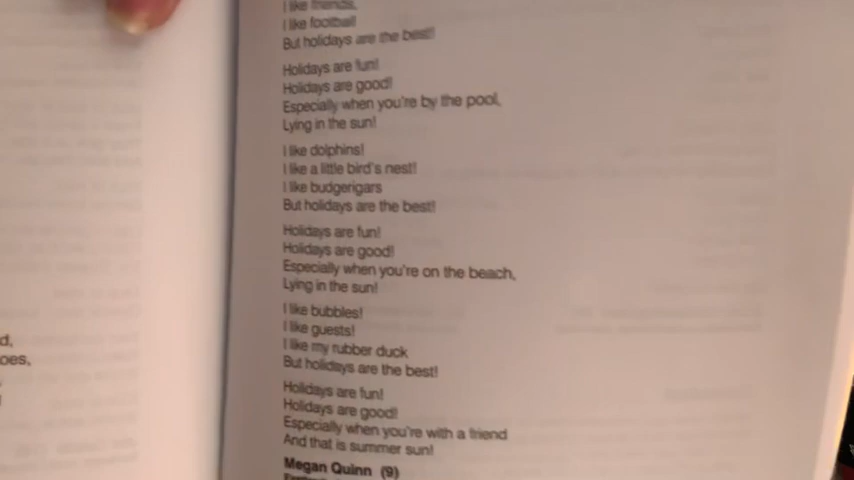 I like friends,
I like football!
But holidays are the best!
Holidays are fun!
Holidays are good!
Especially when you're by the pool,
Lying in the sun!
I like dolphins!
I like a little bird's nest!
I like budgerigars
But holidays are the best!
Holidays are fun!
Holidays are good!
Especially when you're on the beach,
Lying in the sun!
I like bubbles!
I like guests!
I like my rubber duck
But holidays are the best!
Holidays are fun!
Holidays are good!
Especially when you're with a friend
And that is summer sun!
Megan Quinn (9)
d,
oes,